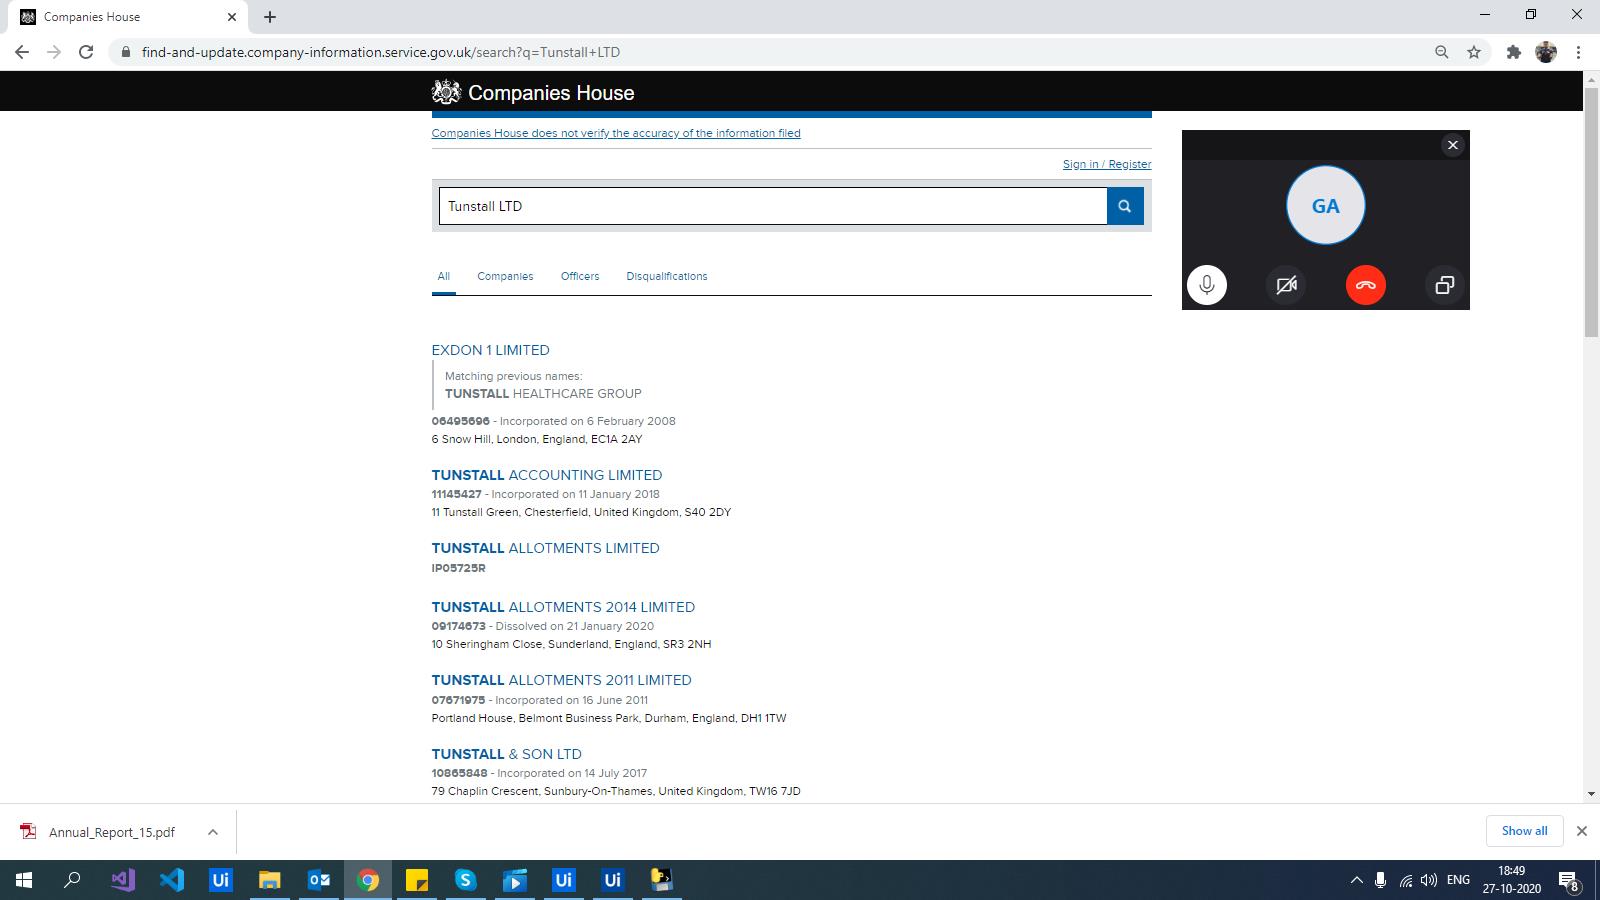 Companies House
find-and-update.company-information.service.gov.uk/search?q=Tunstall+LTD
Companies House
Companies House does not verify the accuracy of the information filed
Sign in / Register
Tunstall LTD
GA
All Companies Officers Disqualifications
EXDON 1 LIMITED
Matching previous names:
TUNSTALL HEALTHCARE GROUP
06495696 - Incorporated on 6 February 2008
6 Snow Hill, London, England, EC1A 2AY
TUNSTALL ACCOUNTING LIMITED
11145427 - Incorporated on 11 January 2018
11 Tunstall Green, Chesterfield, United Kingdom, S40 2DY
TUNSTALL ALLOTMENTS LIMITED
IP05725R
TUNSTALL ALLOTMENTS 2014 LIMITED
09174673 - Dissolved on 21 January 2020
10 Sheringham Close, Sunderland, England, SR3 2NH
TUNSTALL ALLOTMENTS 2011 LIMITED
07671975 - Incorporated on 16 June 2011
Portland House, Belmont Business Park, Durham, England, DH1 1TW
TUNSTALL & SON LTD
10865848 - Incorporated on 14 July 2017
79 Chaplin Crescent, Sunbury-On-Thames, United Kingdom, TW16 7JD
Annual_Report_15.pdf
Show all
Ui
Ui
Ui
ENG
18:49
27-10-2020
8